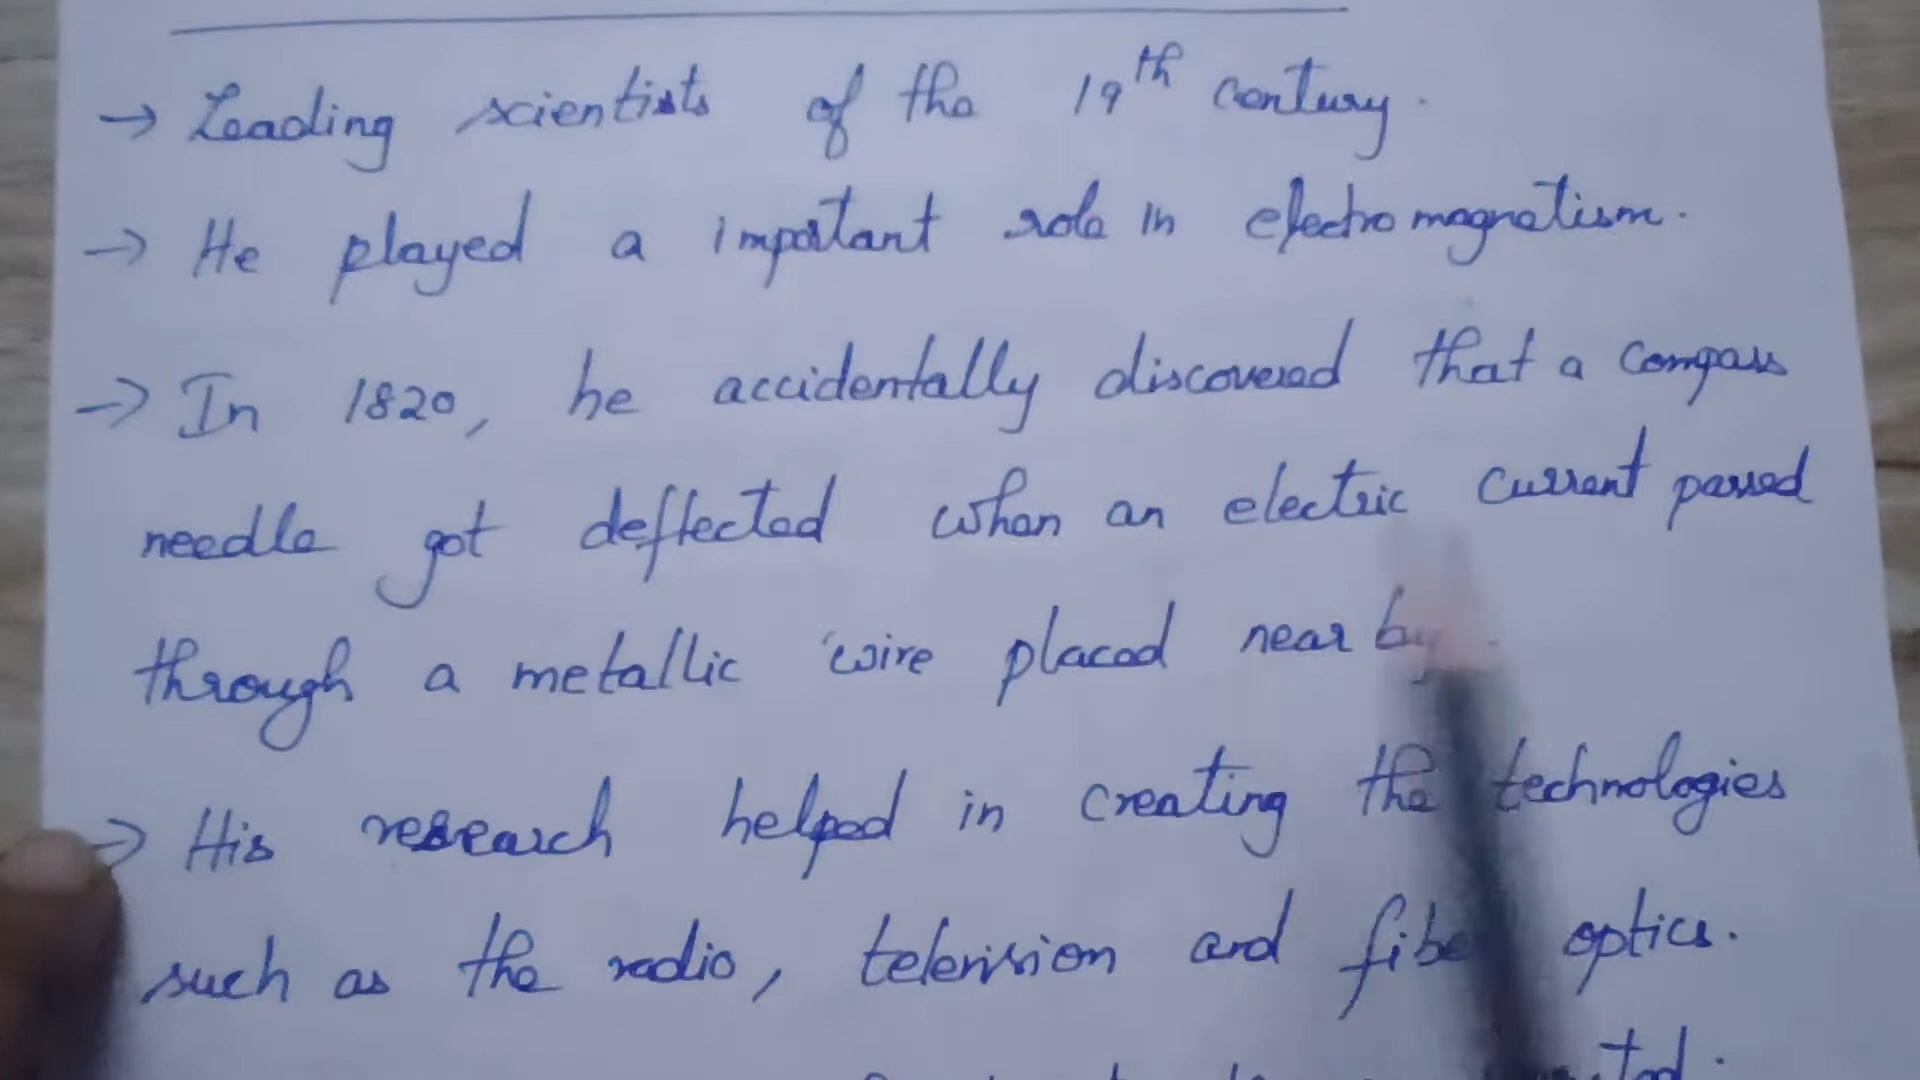 → Leading scientists of the 19th century.
→ He played a important role in electromagnetism.
→ In 1820, he accidentally discovered that a compass
needle got deflected when an electric current passed
through a metallic wire placed near by.
→ His research helped in creating the technologies
such as the radio, television and fiber optics.